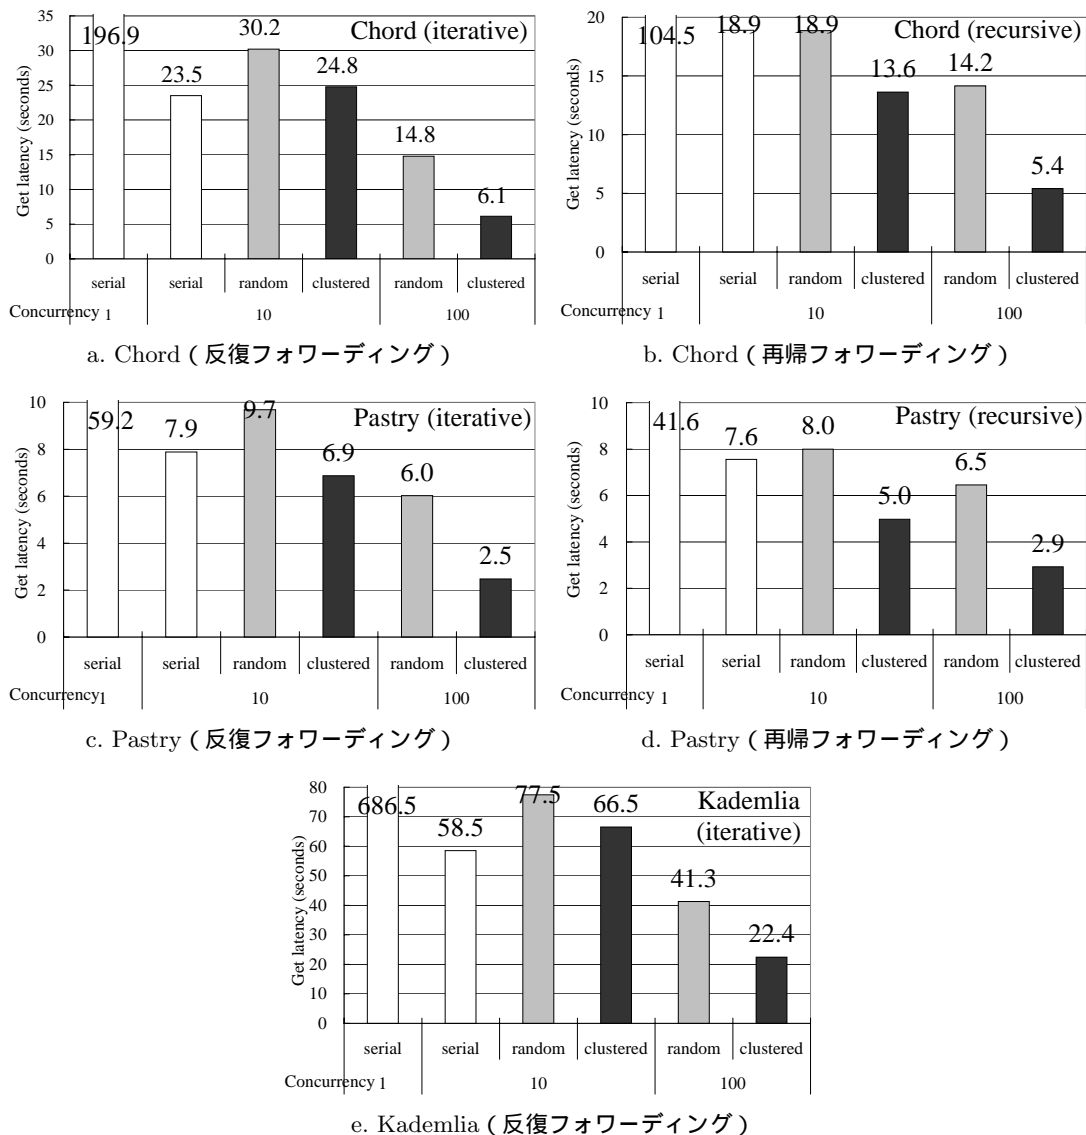 Chord (iterative)
Get latency (seconds)
35
30
25
20
15
10
5
0
196.9
23.5
30.2
24.8
14.8
6.1
serial serial random clustered random clustered
Concurrency 1 10 100
a. Chord（反復フォワーディング）
Chord (recursive)
Get latency (seconds)
20
15
10
5
0
104.5
18.9
18.9
13.6
14.2
5.4
serial serial random clustered random clustered
Concurrency 1 10 100
b. Chord（再帰フォワーディング）
Pastry (iterative)
Get latency (seconds)
10
8
6
4
2
0
59.2
7.9
9.7
6.9
6.0
2.5
serial serial random clustered random clustered
Concurrency 1 10 100
c. Pastry（反復フォワーディング）
Pastry (recursive)
Get latency (seconds)
10
8
6
4
2
0
41.6
7.6
8.0
5.0
6.5
2.9
serial serial random clustered random clustered
Concurrency 1 10 100
d. Pastry（再帰フォワーディング）
Kademlia
(iterative)
Get latency (seconds)
80
70
60
50
40
30
20
10
0
686.5
58.5
77.5
66.5
41.3
22.4
serial serial random clustered random clustered
Concurrency 1 10 100
e. Kademlia（反復フォワーディング）